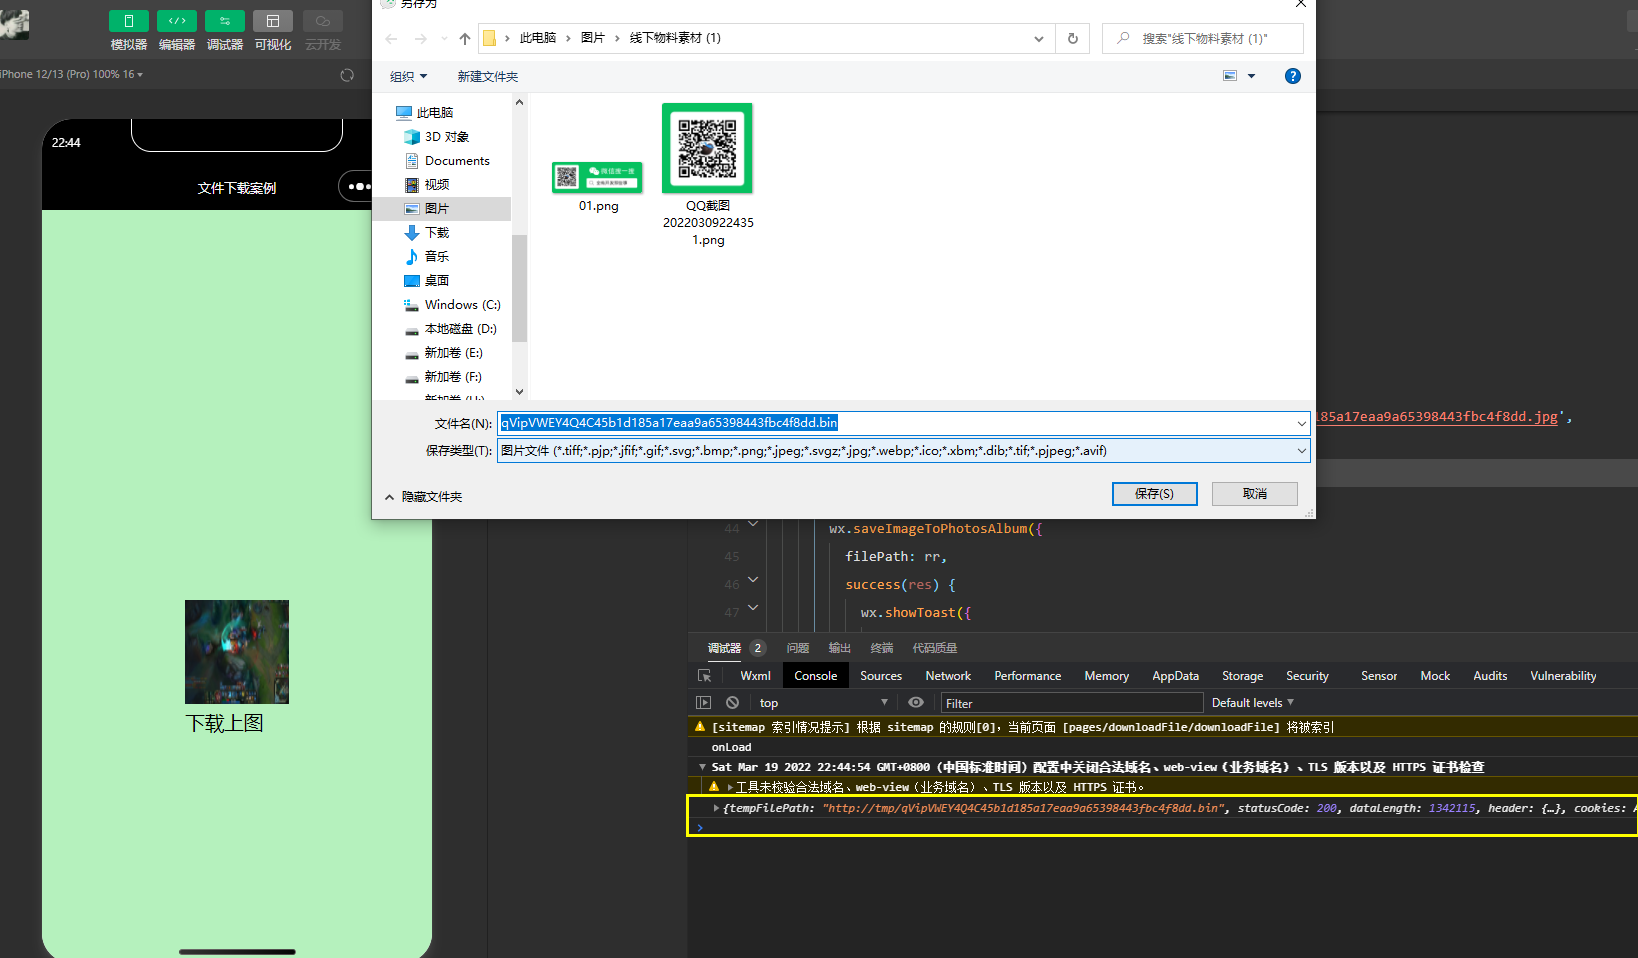 模拟器 编辑器 调试器 可视化 云开发
iPhone 12/13 (Pro) 100% 16
22:44
文件下载案例
下载上图
另存为
此电脑 图片 线下物料素材 (1)
搜索"线下物料素材 (1)"
组织 新建文件夹
此电脑
3D 对象
Documents
视频
图片
下载
音乐
桌面
Windows (C:)
本地磁盘 (D:)
新加卷 (E:)
新加卷 (F:)
微信搜一搜
01.png
QQ截图
2022030922435
1.png
文件名(N): qVipVWEY4Q4C45b1d185a17eaa9a65398443fbc4f8dd.bin
保存类型(T): 图片文件 (*.tiff;*.pjp;*.jfif;*.gif;*.svg;*.bmp;*.png;*.jpeg;*.svgz;*.jpg;*.webp;*.ico;*.xbm;*.dib;*.tif;*.pjpeg;*.avif)
隐藏文件夹
保存(S) 取消
185a17eaa9a65398443fbc4f8dd.jpg',
44 wx.saveImageToPhotosAlbum({
45 filePath: rr,
46 success(res) {
47 wx.showToast({
调试器 2 问题 输出 终端 代码质量
Wxml Console Sources Network Performance Memory AppData Storage Security Sensor Mock Audits Vulnerability
top Filter Default levels
[sitemap 索引情况提示] 根据 sitemap 的规则[0]，当前页面 [pages/downloadFile/downloadFile] 将被索引
onLoad
Sat Mar 19 2022 22:44:54 GMT+0800 (中国标准时间) 配置中关闭合法域名、web-view（业务域名）、TLS 版本以及 HTTPS 证书检查
工具未校验合法域名、web-view（业务域名）、TLS 版本以及 HTTPS 证书。
{tempFilePath: "http://tmp/qVipVWEY4Q4C45b1d185a17eaa9a65398443fbc4f8dd.bin", statusCode: 200, dataLength: 1342115, header: {…}, cookies: A